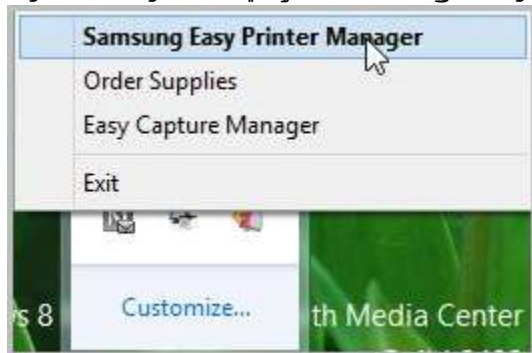 Samsung Easy Printer Manager
Order Supplies
Easy Capture Manager
Exit
Customize...
s 8
th Media Center